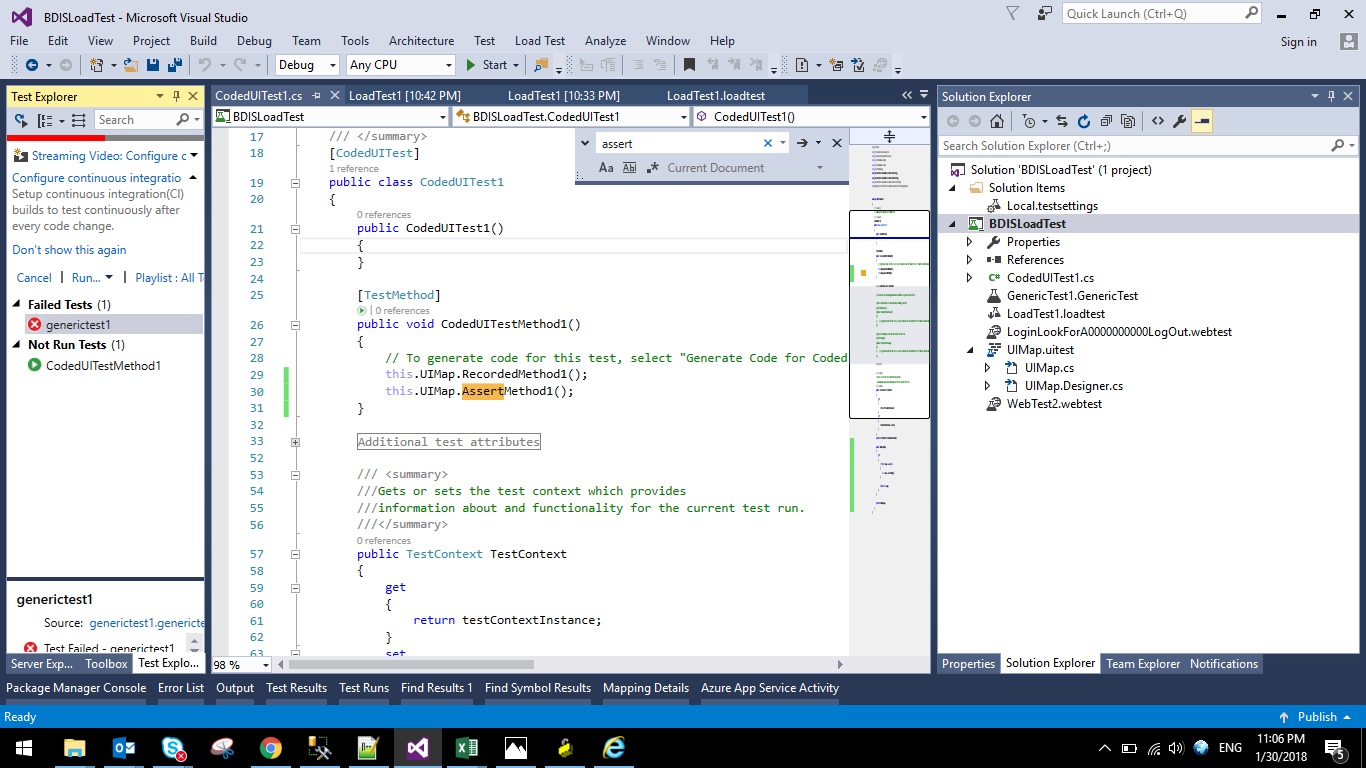 BDISLoadTest - Microsoft Visual Studio
Quick Launch (Ctrl+Q)
File Edit View Project Build Debug Team Tools Architecture Test Load Test Analyze Window Help
Sign in
Debug Any CPU Start
Test Explorer
Search
Streaming Video: Configure c
Configure continuous integratio
Setup continuous integration(CI)
builds to test continuously after
every code change.
Don't show this again
Cancel Run... Playlist : All T
Failed Tests (1)
generictest1
Not Run Tests (1)
CodedUITestMethod1
generictest1
Source: generictest1.generict
Test Failed - generictest1
Server Exp... Toolbox Test Explo...
CodedUITest1.cs LoadTest1 [10:42 PM] LoadTest1 [10:33 PM] LoadTest1.loadtest
BDISLoadTest BDISLoadTest.CodedUITest1 CodedUITest1()
assert
Aa Ab .* Current Document
17 /// </summary>
18 [CodedUITest]
1 reference
19 public class CodedUITest1
20 {
0 references
21 public CodedUITest1()
22 {
23 }
24
25 [TestMethod]
0 references
26 public void CodedUITestMethod1()
27 {
28 // To generate code for this test, select "Generate Code for Coded
29 this.UIMap.RecordedMethod1();
30 this.UIMap.AssertMethod1();
31 }
32
33 Additional test attributes
52
53 /// <summary>
54 ///Gets or sets the test context which provides
55 ///information about and functionality for the current test run.
56 ///</summary>
0 references
57 public TestContext TestContext
58 {
59 get
60 {
61 return testContextInstance;
62 }
63 set
98 %
Solution Explorer
Search Solution Explorer (Ctrl+;)
Solution 'BDISLoadTest' (1 project)
Solution Items
Local.testsettings
BDISLoadTest
Properties
References
C# CodedUITest1.cs
GenericTest1.GenericTest
LoadTest1.loadtest
LoginLookForA0000000000LogOut.webtest
UIMap.uitest
UIMap.cs
UIMap.Designer.cs
WebTest2.webtest
Properties Solution Explorer Team Explorer Notifications
Package Manager Console Error List Output Test Results Test Runs Find Results 1 Find Symbol Results Mapping Details Azure App Service Activity
Ready
Publish
ENG
11:06 PM
1/30/2018
5